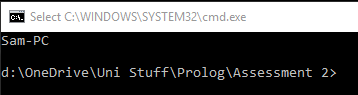 Select C:\WINDOWS\SYSTEM32\cmd.exe
Sam-PC
d:\OneDrive\Uni Stuff\Prolog\Assessment 2>